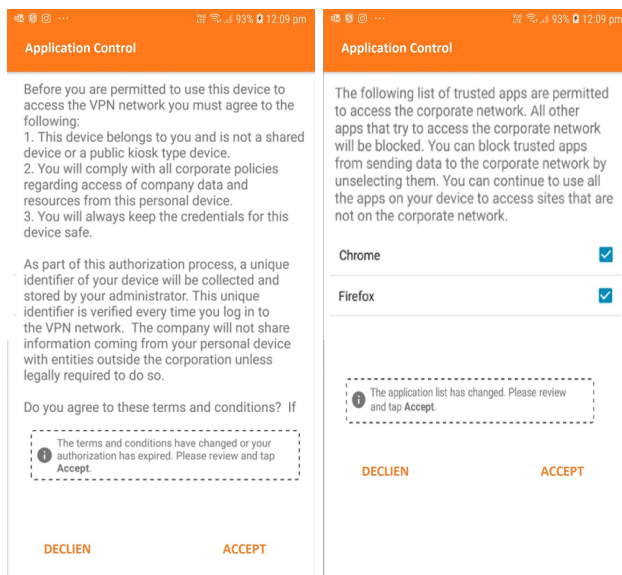 93% 12:09 pm
Application Control
Before you are permitted to use this device to
access the VPN network you must agree to the
following:
1. This device belongs to you and is not a shared
device or a public kiosk type device.
2. You will comply with all corporate policies
regarding access of company data and
resources from this personal device.
3. You will always keep the credentials for this
device safe.
As part of this authorization process, a unique
identifier of your device will be collected and
stored by your administrator. This unique
identifier is verified every time you log in to
the VPN network.  The company will not share
information coming from your personal device
with entities outside the corporation unless
legally required to do so.
Do you agree to these terms and conditions?  If
The terms and conditions have changed or your
authorization has expired. Please review and tap
Accept.
DECLIEN
ACCEPT
93% 12:09 pm
Application Control
The following list of trusted apps are permitted
to access the corporate network. All other
apps that try to access the corporate network
will be blocked. You can block trusted apps
from sending data to the corporate network by
unselecting them. You can continue to use all
the apps on your device to access sites that are
not on the corporate network.
Chrome
Firefox
The application list has changed. Please review
and tap Accept.
DECLIEN
ACCEPT